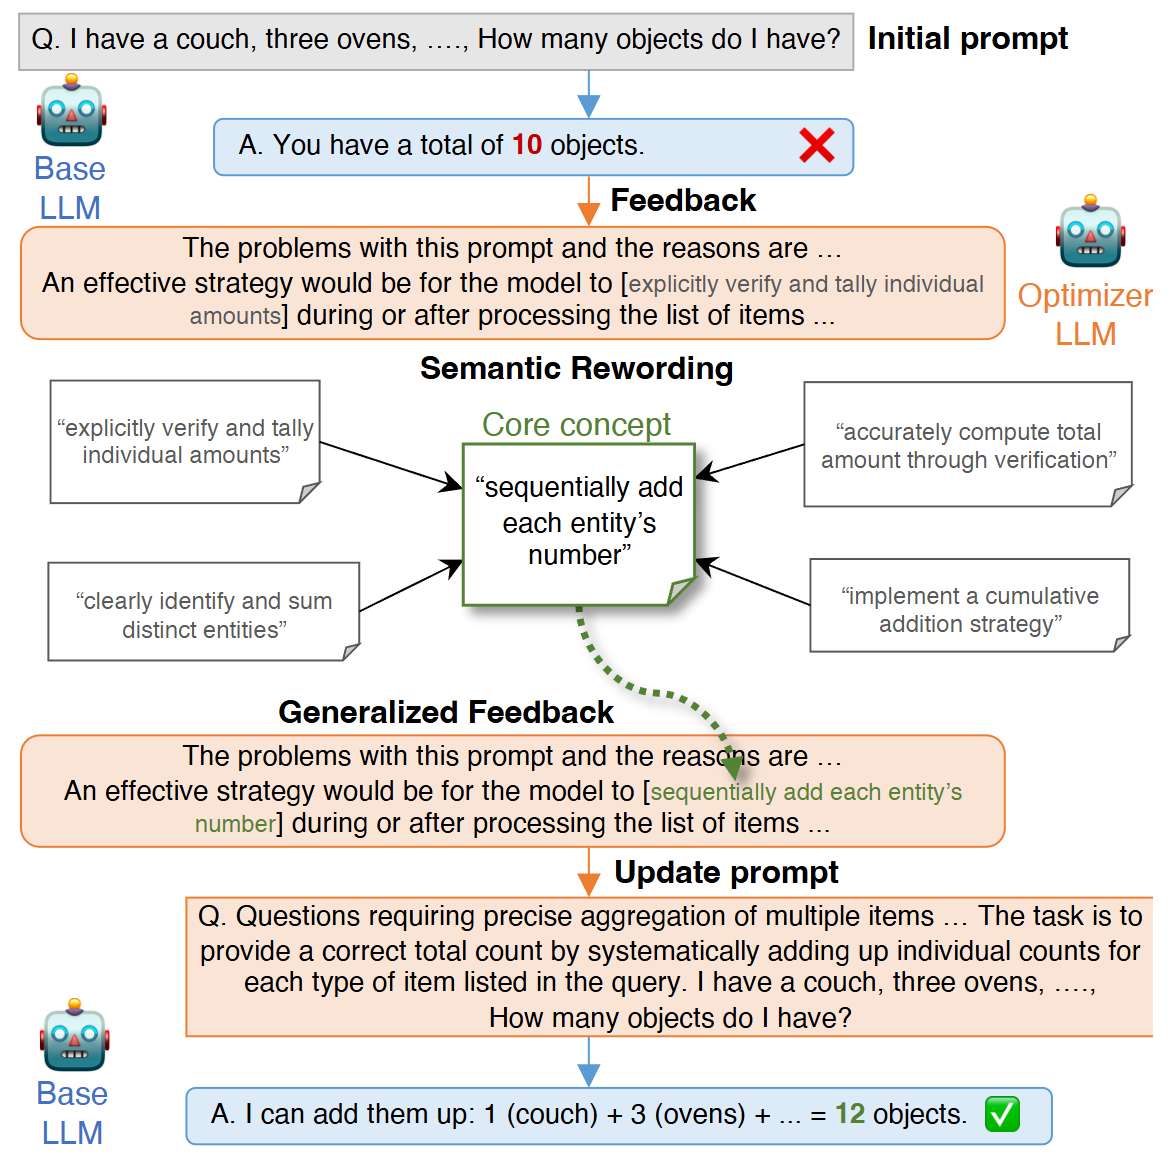 Q. I have a couch, three ovens, …., How many objects do I have?
Initial prompt
Base
LLM
A. You have a total of 10 objects.
Feedback
The problems with this prompt and the reasons are …
An effective strategy would be for the model to [explicitly verify and tally individual
amounts] during or after processing the list of items ...
Optimizer
LLM
Semantic Rewording
“explicitly verify and tally
individual amounts”
Core concept
“sequentially add
each entity’s
number”
“accurately compute total
amount through verification”
“clearly identify and sum
distinct entities”
“implement a cumulative
addition strategy”
Generalized Feedback
The problems with this prompt and the reasons are …
An effective strategy would be for the model to [sequentially add each entity’s
number] during or after processing the list of items ...
Update prompt
Q. Questions requiring precise aggregation of multiple items … The task is to
provide a correct total count by systematically adding up individual counts for
each type of item listed in the query. I have a couch, three ovens, ….,
How many objects do I have?
Base
LLM
A. I can add them up: 1 (couch) + 3 (ovens) + ... = 12 objects.